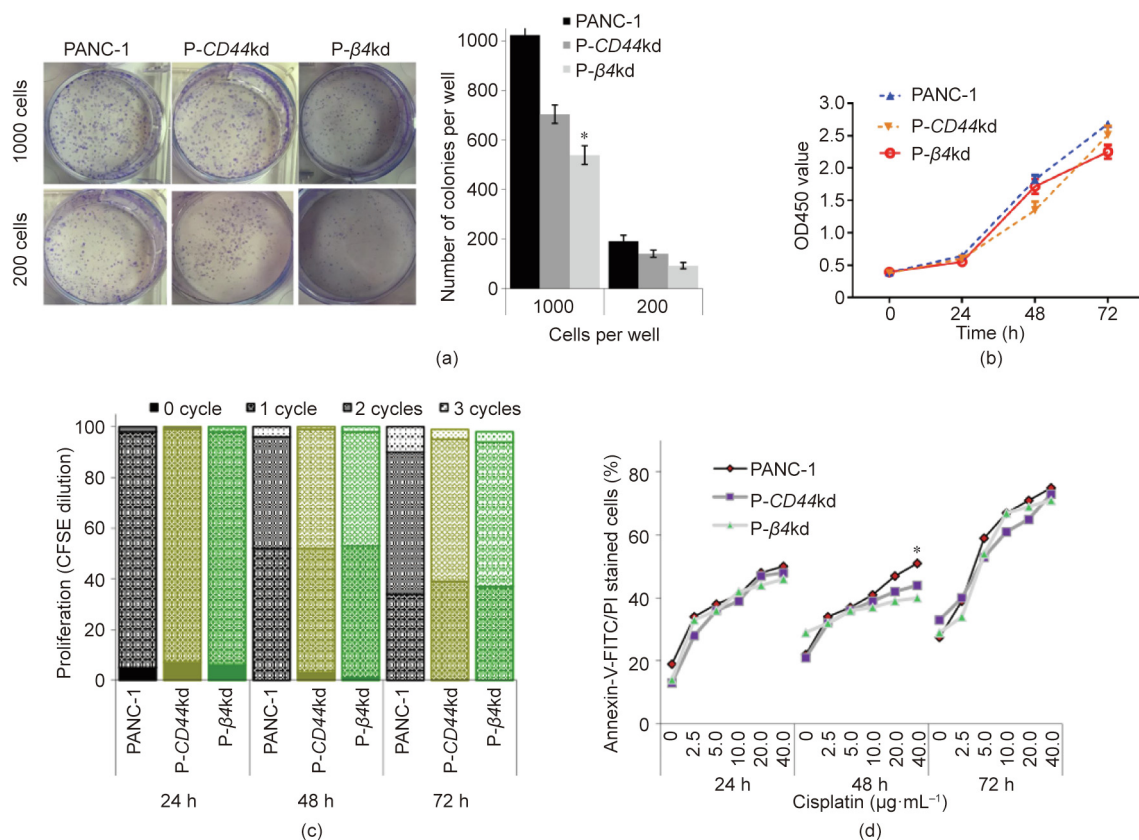 PANC-1 P-CD44kd P-β4kd
1000 cells
200 cells
Number of colonies per well
1000
800
600
400
200
0
PANC-1
P-CD44kd
P-β4kd
*
1000 200
Cells per well
(a)
OD450 value
3.0
2.5
2.0
1.5
1.0
0.5
0.0
PANC-1
P-CD44kd
P-β4kd
0 24 48 72
Time (h)
(b)
0 cycle 1 cycle 2 cycles 3 cycles
Proliferation (CFSE dilution)
100
80
60
40
20
0
PANC-1 P-CD44kd P-β4kd PANC-1 P-CD44kd P-β4kd PANC-1 P-CD44kd P-β4kd
24 h 48 h 72 h
(c)
Annexin-V-FITC/PI stained cells (%)
80
60
40
20
0
PANC-1
P-CD44kd
P-β4kd
*
0 2.5 5.0 10.0 20.0 40.0 0 2.5 5.0 10.0 20.0 40.0 0 2.5 5.0 10.0 20.0 40.0
24 h 48 h 72 h
Cisplatin (μg·mL⁻¹)
(d)